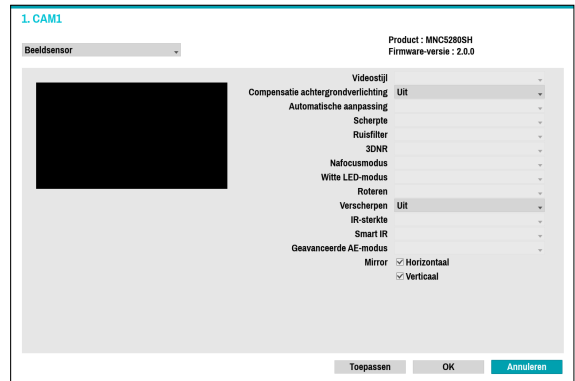 1. CAM1
Product : MNC5280SH
Beeldsensor
Firmware-versie : 2.0.0
Videostijl
Compensatie achtergrondverlichting Uit
Automatische aanpassing
Scherpte
Ruisfilter
3DNR
Nafocusmodus
Witte LED-modus
Roteren
Verscherpen Uit
IR-sterkte
Smart IR
Geavanceerde AE-modus
Mirror Horizontaal
Verticaal
Toepassen OK Annuleren